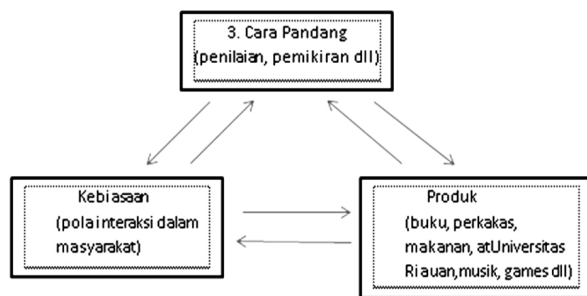 3. Cara Pandang
(penilaian, pemikiran dll)
Kebiasaan
(pola interaksi dalam
masyarakat)
Produk
(buku, perkakas,
makanan, atUniversitas
Riauan,musik, games dll)